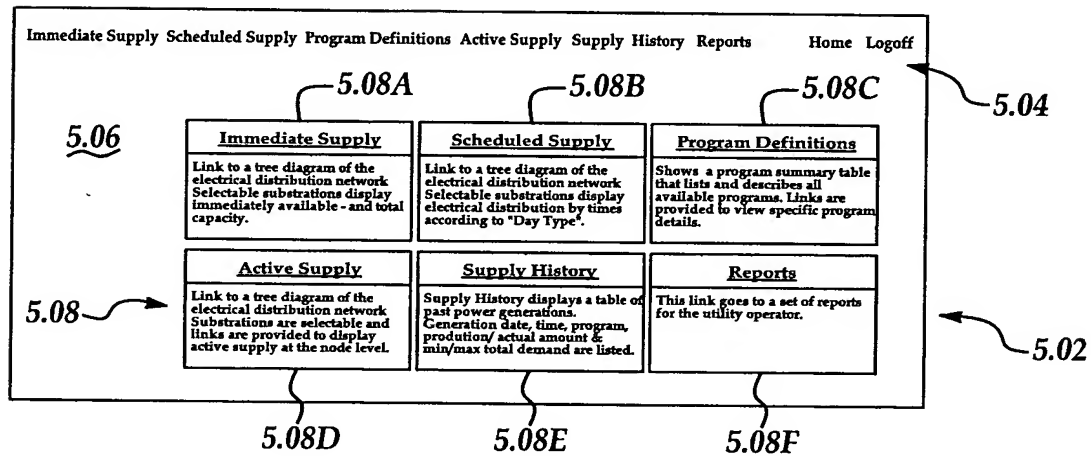 Immediate Supply Scheduled Supply Program Definitions Active Supply Supply History Reports Home Logoff
5.08A
5.08B
5.08C
5.04
5.06
Immediate Supply
Link to a tree diagram of the
electrical distribution network
Selectable substrations display
immediately available - and total
capacity.
Scheduled Supply
Link to a tree diagram of the
electrical distribution network
Selectable substrations display
electrical distribution by times
according to "Day Type".
Program Definitions
Shows a program summary table
that lists and describes all
available programs. Links are
provided to view specific program
details.
Active Supply
Link to a tree diagram of the
electrical distribution network
Substrations are selectable and
links are provided to display
active supply at the node level.
Supply History
Supply History displays a table of
past power generations.
Generation date, time, program,
prodution/ actual amount &
min/max total demand are listed.
Reports
This link goes to a set of reports
for the utility operator.
5.08
5.02
5.08D
5.08E
5.08F